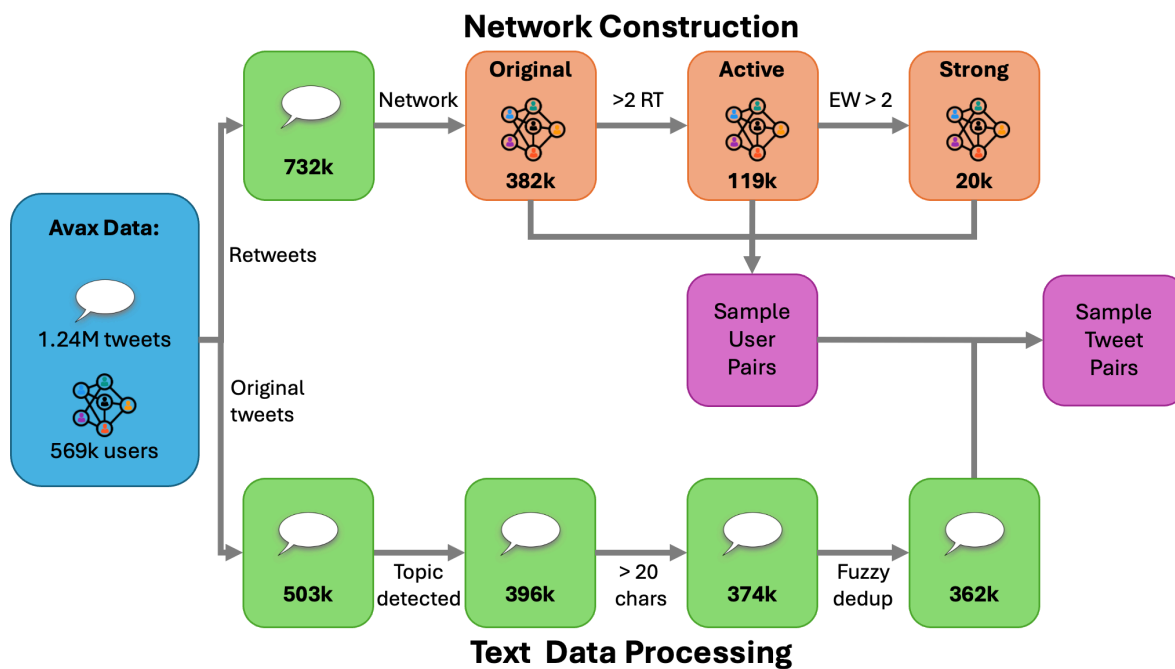 Network Construction
Avax Data:
1.24M tweets
569k users
Retweets
Original
tweets
732k
Network
Original
382k
>2 RT
Active
119k
EW > 2
Strong
20k
Sample
User
Pairs
Sample
Tweet
Pairs
503k
Topic
detected
396k
> 20
chars
374k
Fuzzy
dedup
362k
Text  Data Processing